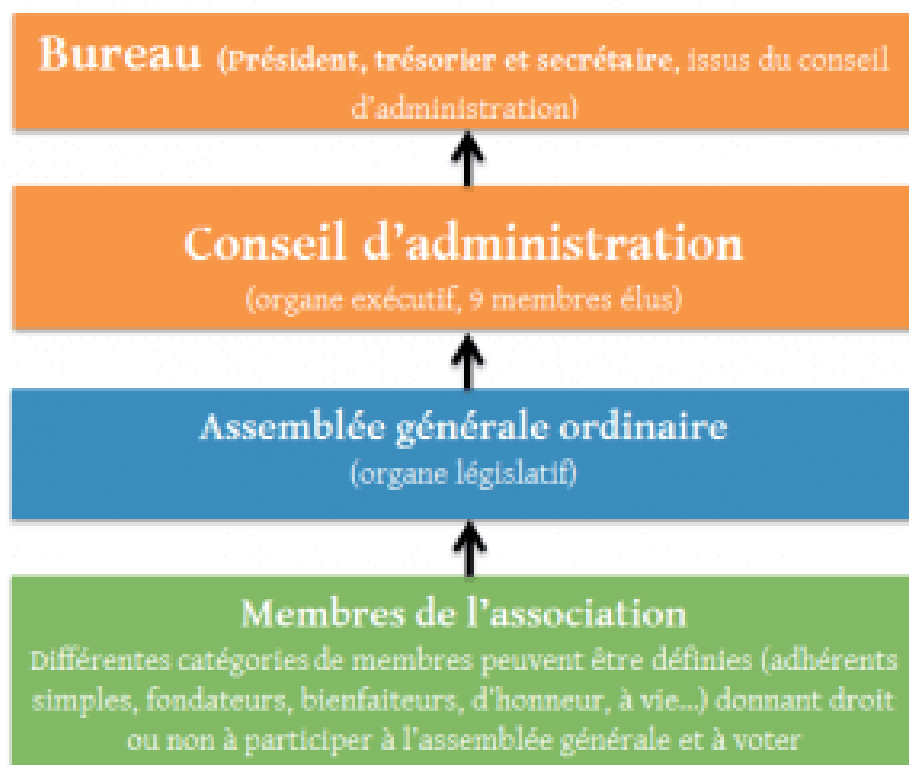 Bureau (Président, trésorier et secrétaire, issus du conseil
d'administration)
Conseil d'administration
(organe exécutif, 9 membres élus)
Assemblée générale ordinaire
(organe législatif)
Membres de l'association
Différentes catégories de membres peuvent être définies (adhérents
simples, fondateurs, bienfaiteurs, d'honneur, à vie...) donnant droit
ou non à participer à l'assemblée générale et à voter